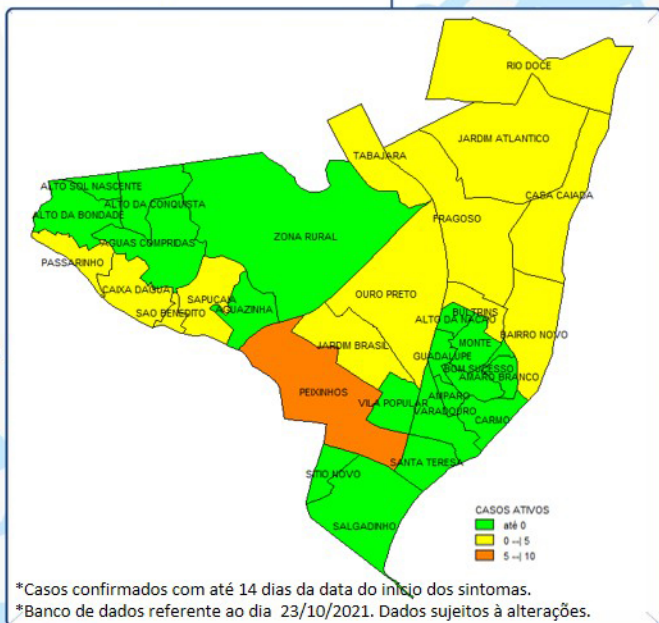 RIO DOCE
JARDIM ATLANTICO
TABAJARA
CASA CAIADA
ALTO SOL NASCENTE
ALTO DA CONQUISTA
ALTO DA BONDADE
FRAGOSO
ZONA RURAL
AGUAS COMPRIDAS
PASSARINHO
CAIXA DAGUA
SAPUCAIA
OURO PRETO
SAO BENEDITO
AGUAZINHA
BULTRINS
ALTO DA NACAO
BAIRRO NOVO
JARDIM BRASIL
MONTE
GUADALUPE
BOM SUCESSO
AMARO BRANCO
PEIXINHOS
VILA POPULAR
AMPARO
VARADOURO
CARMO
SANTA TERESA
SITIO NOVO
SALGADINHO
CASOS ATIVOS
até 0
0 --| 5
5 --| 10
*Casos confirmados com até 14 dias da data do início dos sintomas.
*Banco de dados referente ao dia 23/10/2021. Dados sujeitos à alterações.